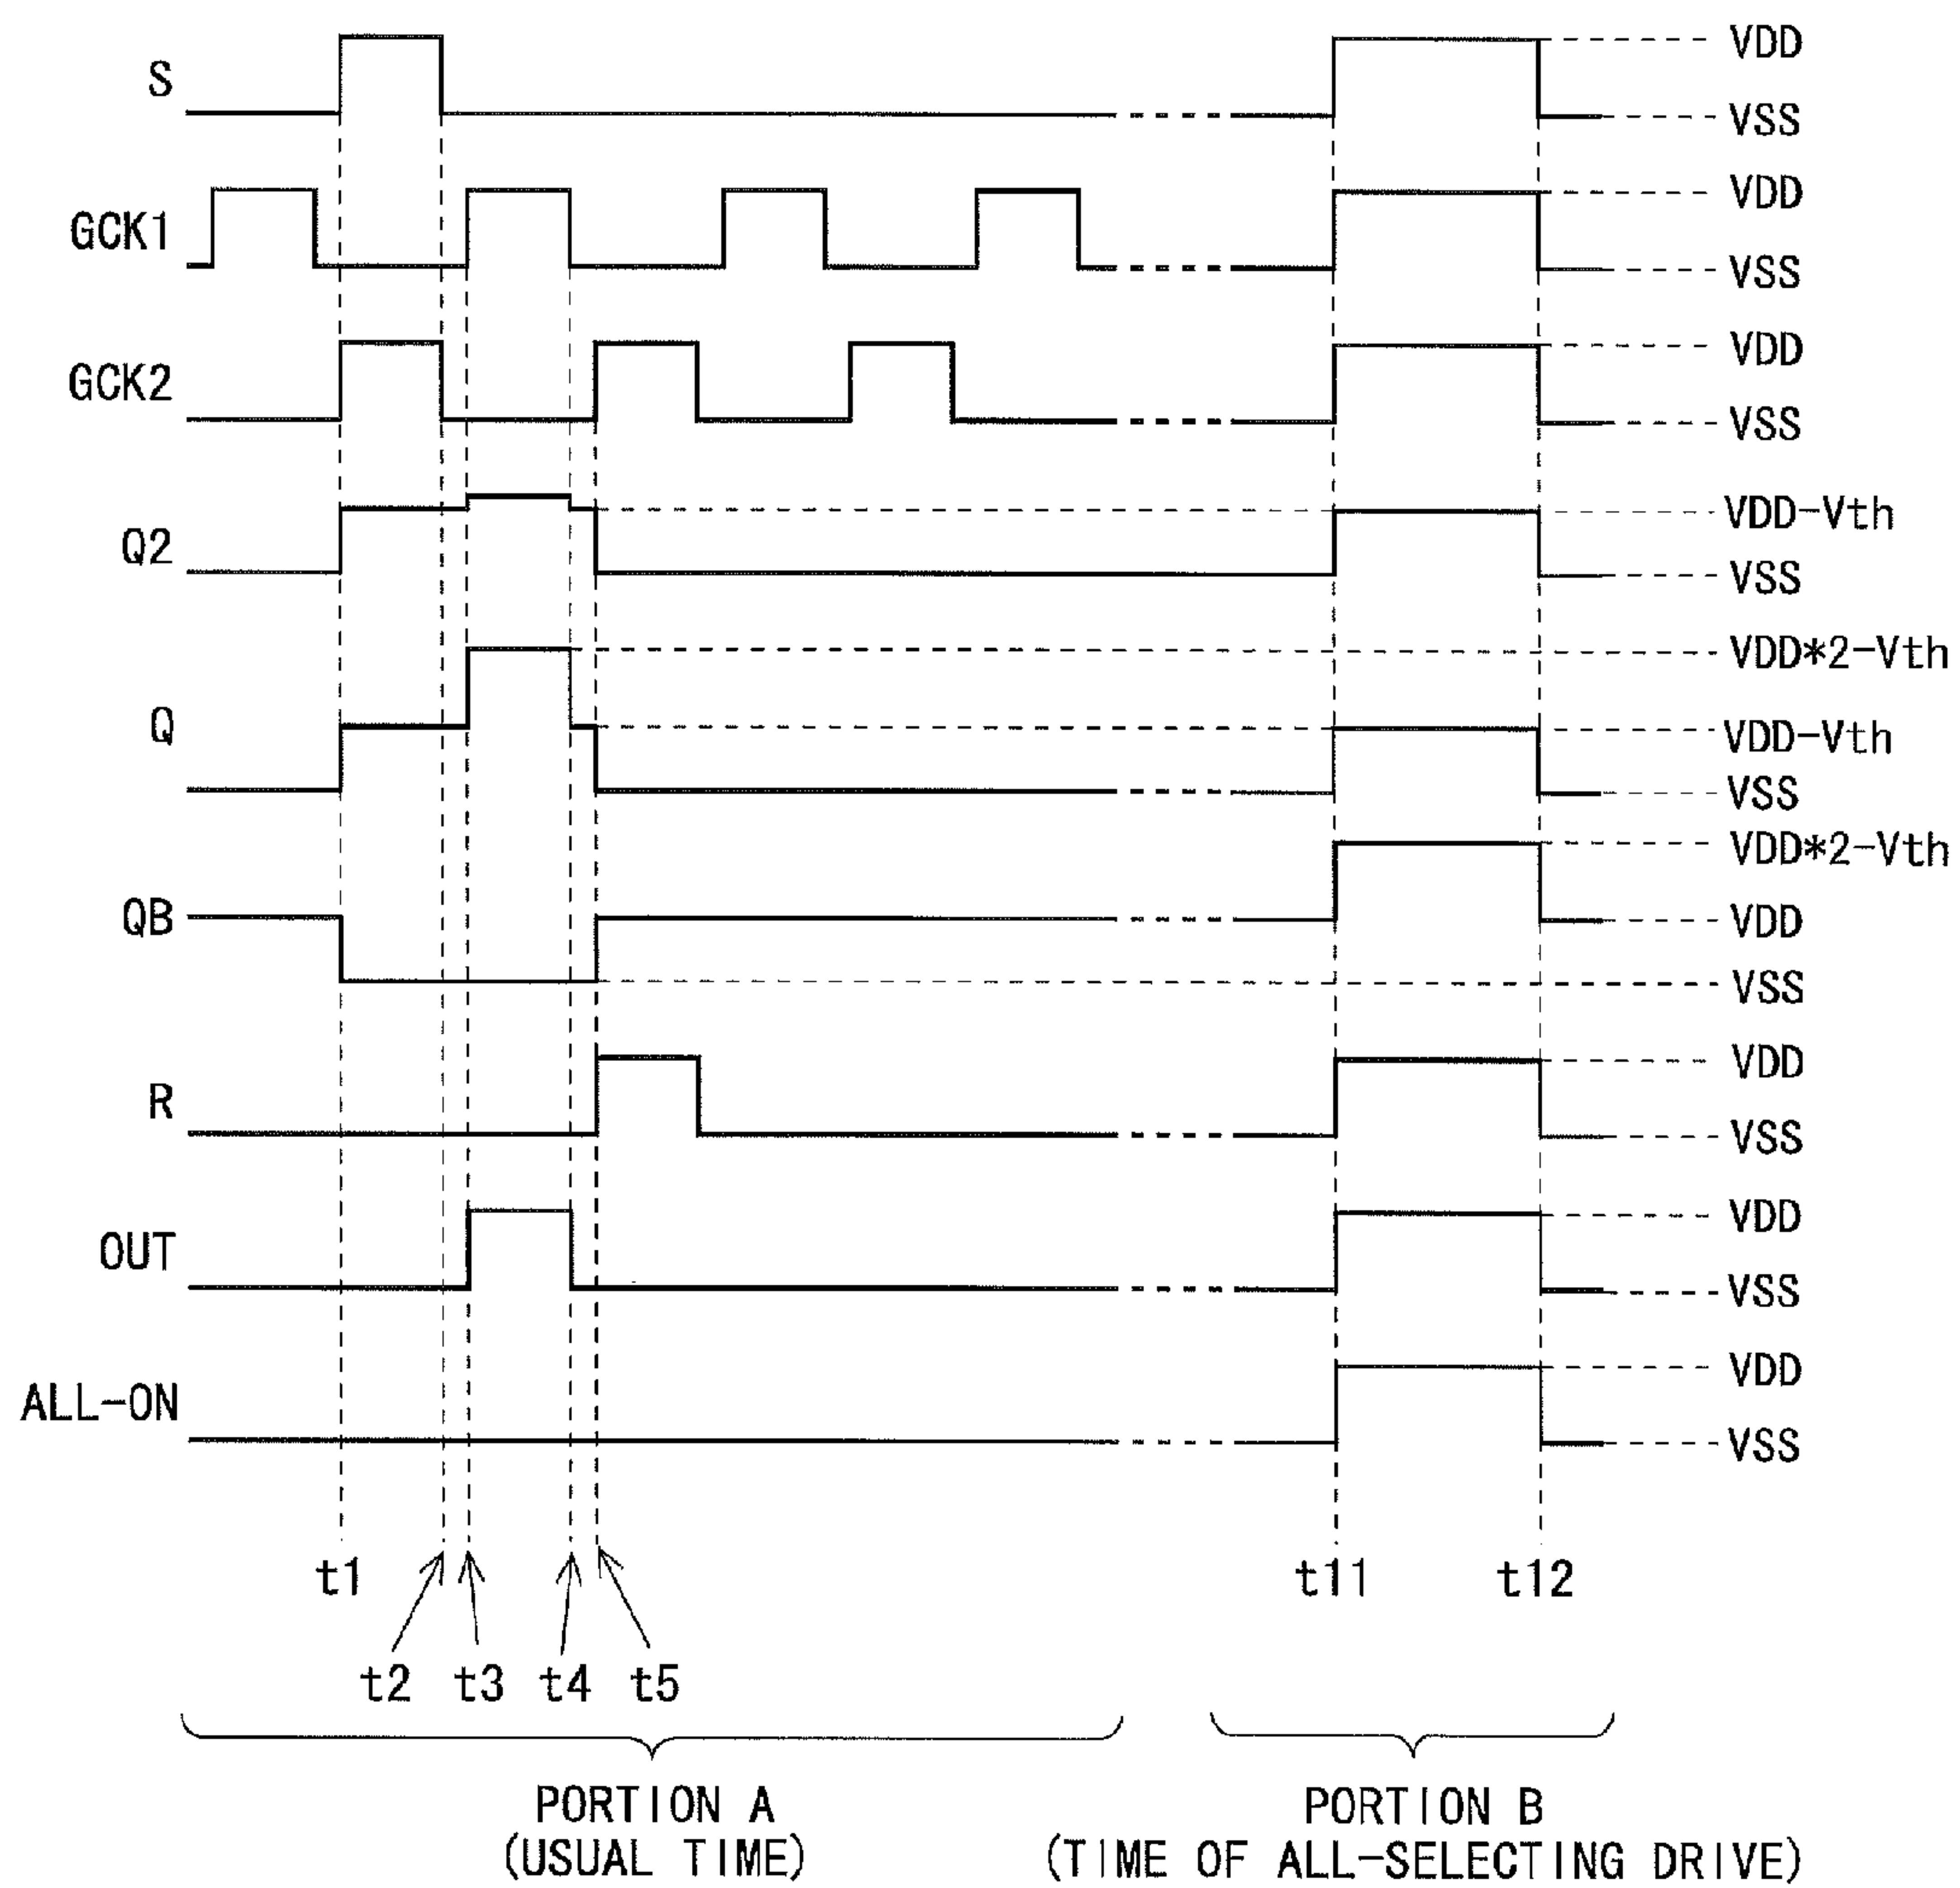 S
VDD
VSS
GCK1
VDD
VSS
GCK2
VDD
VSS
Q2
VDD-Vth
VSS
Q
VDD*2-Vth
VDD-Vth
VSS
QB
VDD*2-Vth
VDD
VSS
R
VDD
VSS
OUT
VDD
VSS
ALL-ON
VDD
VSS
t1
t11
t12
t2
t3
t4
t5
PORTION A
(USUAL TIME)
PORTION B
(TIME OF ALL-SELECTING DRIVE)